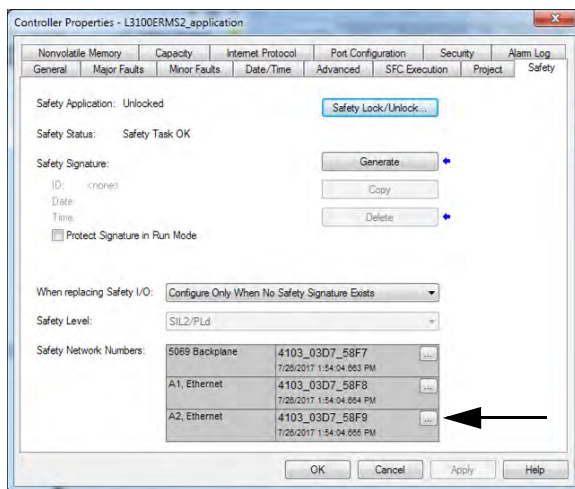 Controller Properties - L3100ERMS2_application
Nonvolatile Memory Capacity Internet Protocol Port Configuration Security Alarm Log
General Major Faults Minor Faults Date/Time Advanced SFC Execution Project Safety
Safety Application: Unlocked Safety Lock/Unlock...
Safety Status: Safety Task OK
Safety Signature: Generate
ID: <none> Copy
Date:
Time: Delete
Protect Signature in Run Mode
When replacing Safety I/O: Configure Only When No Safety Signature Exists
Safety Level: SIL2/PLd
Safety Network Numbers: 5069 Backplane 4103_03D7_58F7 ...
7/26/2017 1:54:04.663 PM
A1, Ethernet 4103_03D7_58F8 ...
7/26/2017 1:54:04.664 PM
A2, Ethernet 4103_03D7_58F9 ...
7/26/2017 1:54:04.665 PM
OK Cancel Apply Help